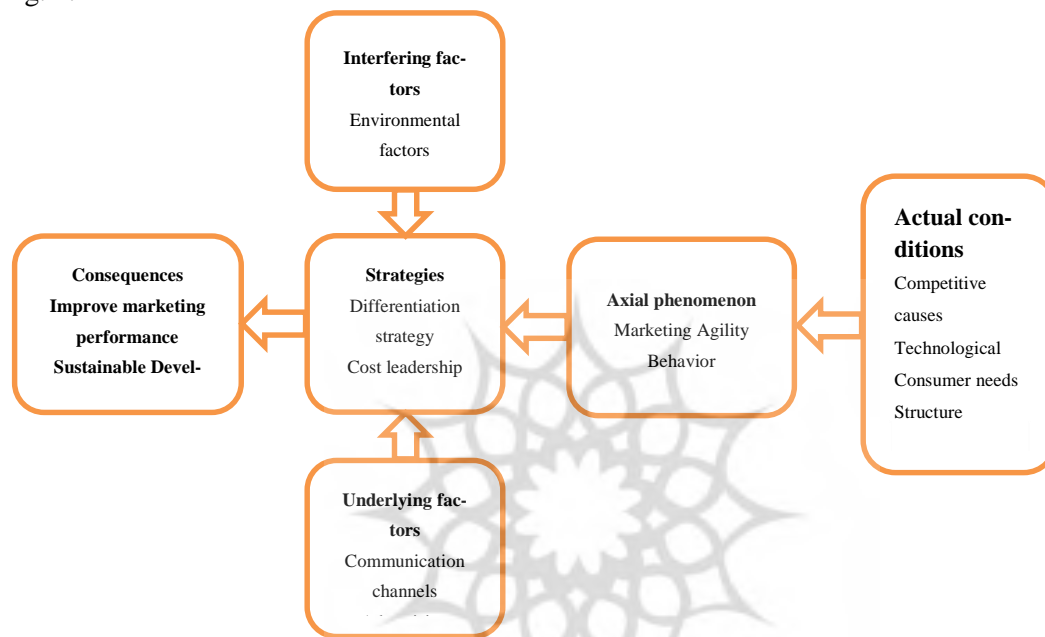 Interfering fac-
tors
Environmental
factors
Consequences
Improve marketing
performance
Sustainable Devel-
Strategies
Differentiation
strategy
Cost leadership
Axial phenomenon
Marketing Agility
Behavior
Actual con-
ditions
Competitive
causes
Technological
Consumer needs
Structure
Underlying fac-
tors
Communication
channels